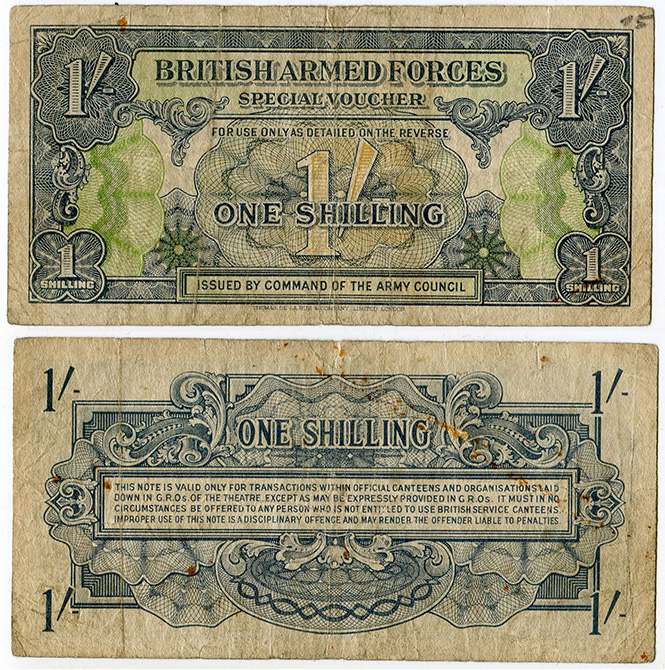 15
1/- 1/-
BRITISH ARMED FORCES
SPECIAL VOUCHER
FOR USE ONLY AS DETAILED ON THE REVERSE
1/-
ONE SHILLING
1 SHILLING
1 SHILLING
ISSUED BY COMMAND OF THE ARMY COUNCIL
THOMAS DE LA RUE & COMPANY, LIMITED, LONDON.
1/- 1/-
ONE SHILLING
THIS NOTE IS VALID ONLY FOR TRANSACTIONS WITHIN OFFICIAL CANTEENS AND ORGANISATIONS LAID
DOWN IN G.R.Os. OF THE THEATRE. EXCEPT AS MAY BE EXPRESSLY PROVIDED IN G.R.Os. IT MUST IN NO
CIRCUMSTANCES BE OFFERED TO ANY PERSON WHO IS NOT ENTITLED TO USE BRITISH SERVICE CANTEENS.
IMPROPER USE OF THIS NOTE IS A DISCIPLINARY OFFENCE AND MAY RENDER THE OFFENDER LIABLE TO PENALTIES.
1/- 1/-